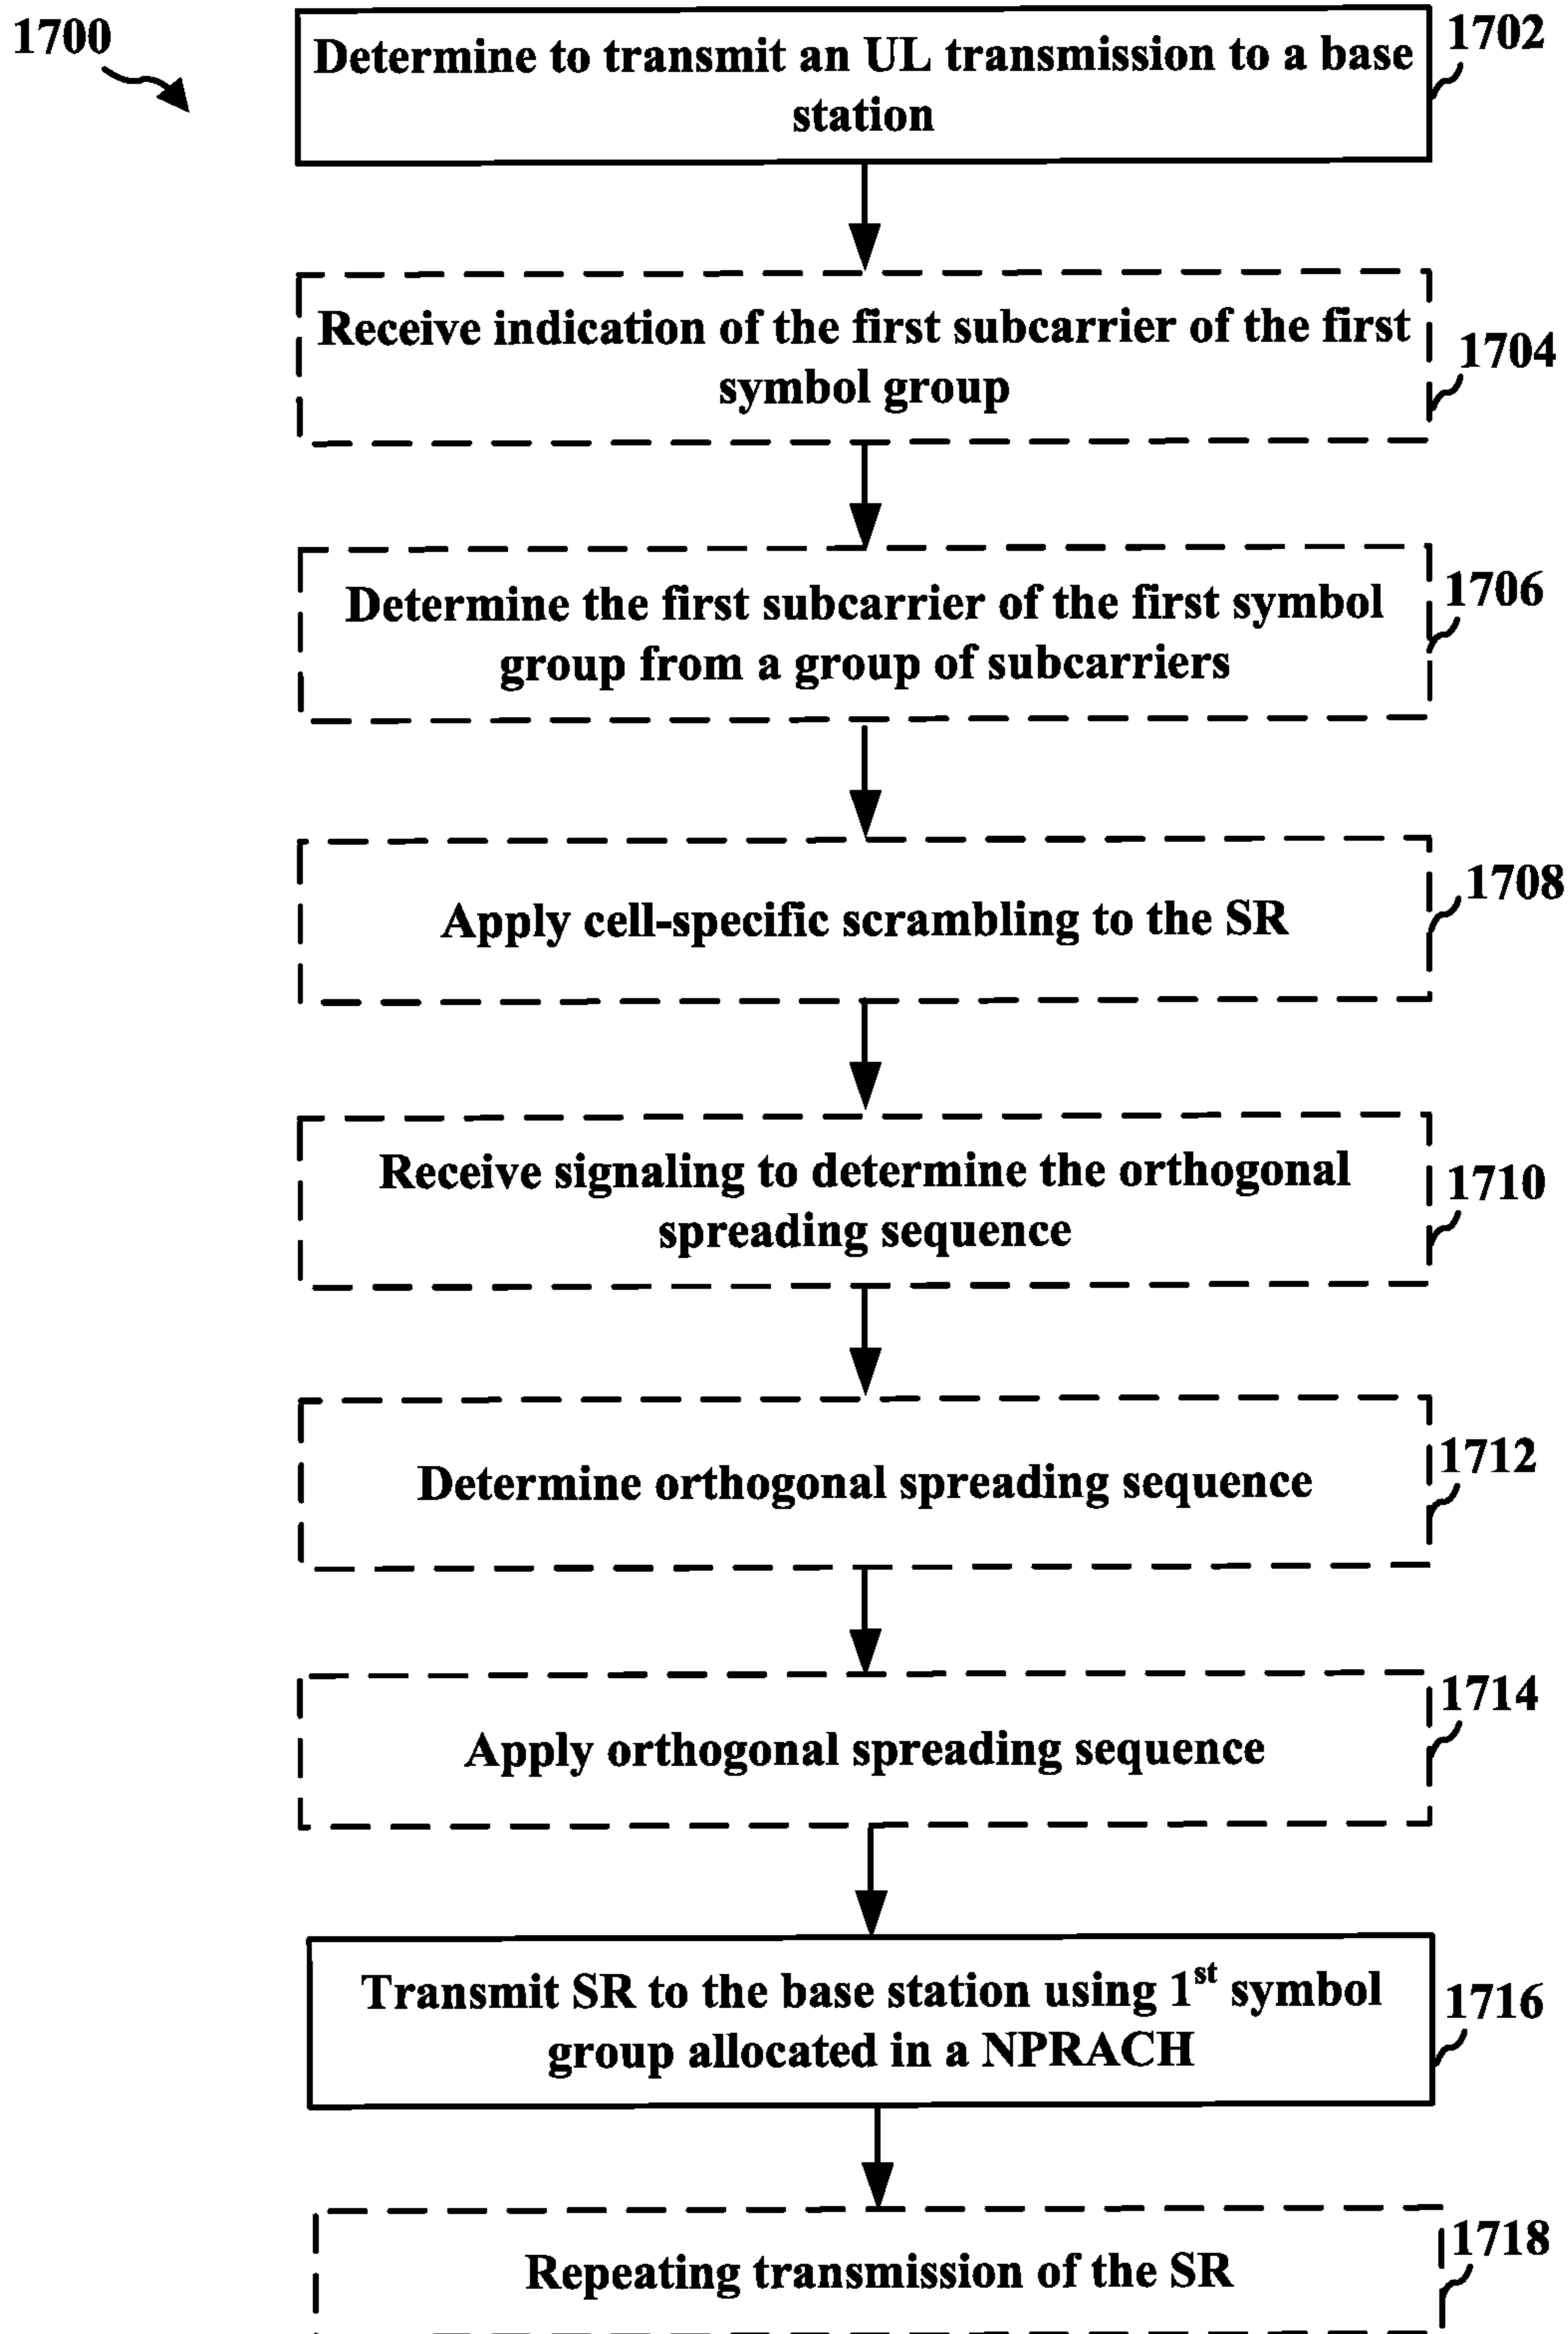 1700
Determine to transmit an UL transmission to a base
station
1702
Receive indication of the first subcarrier of the first
symbol group
1704
Determine the first subcarrier of the first symbol
group from a group of subcarriers
1706
Apply cell-specific scrambling to the SR
1708
Receive signaling to determine the orthogonal
spreading sequence
1710
Determine orthogonal spreading sequence
1712
Apply orthogonal spreading sequence
1714
Transmit SR to the base station using 1st symbol
group allocated in a NPRACH
1716
Repeating transmission of the SR
1718